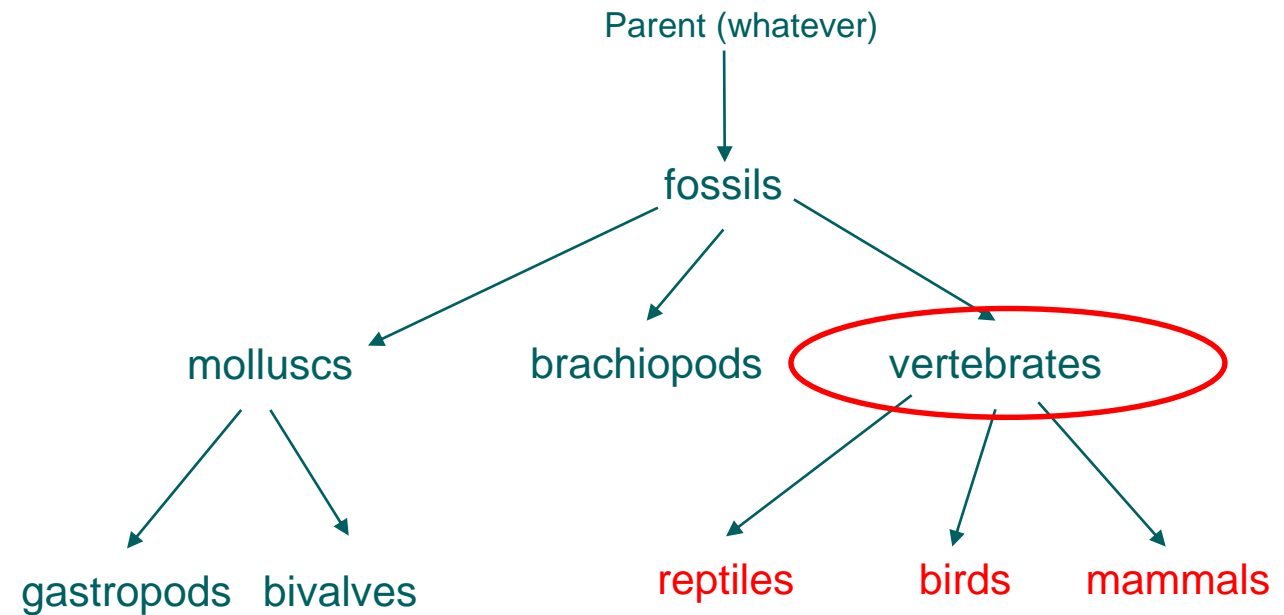 Parent (whatever)
fossils
molluscs
brachiopods
vertebrates
gastropods
bivalves
reptiles
birds
mammals